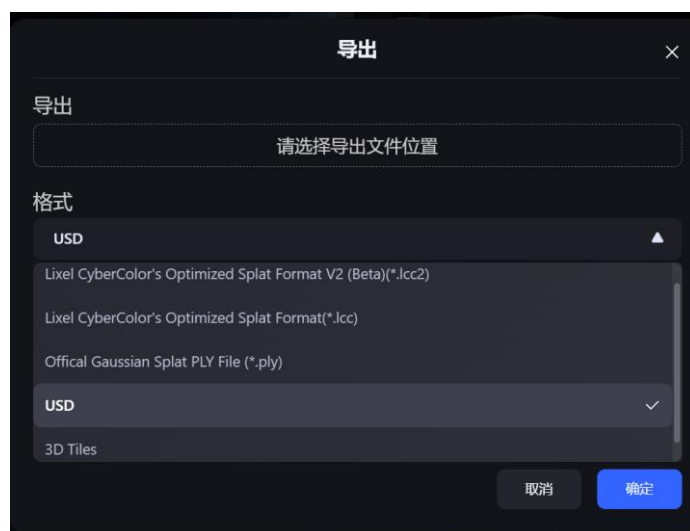 导出
导出
请选择导出文件位置
格式
USD
Lixel CyberColor's Optimized Splat Format V2 (Beta)(*.lcc2)
Lixel CyberColor's Optimized Splat Format(*.lcc)
Offical Gaussian Splat PLY File (*.ply)
USD
3D Tiles
取消
确定